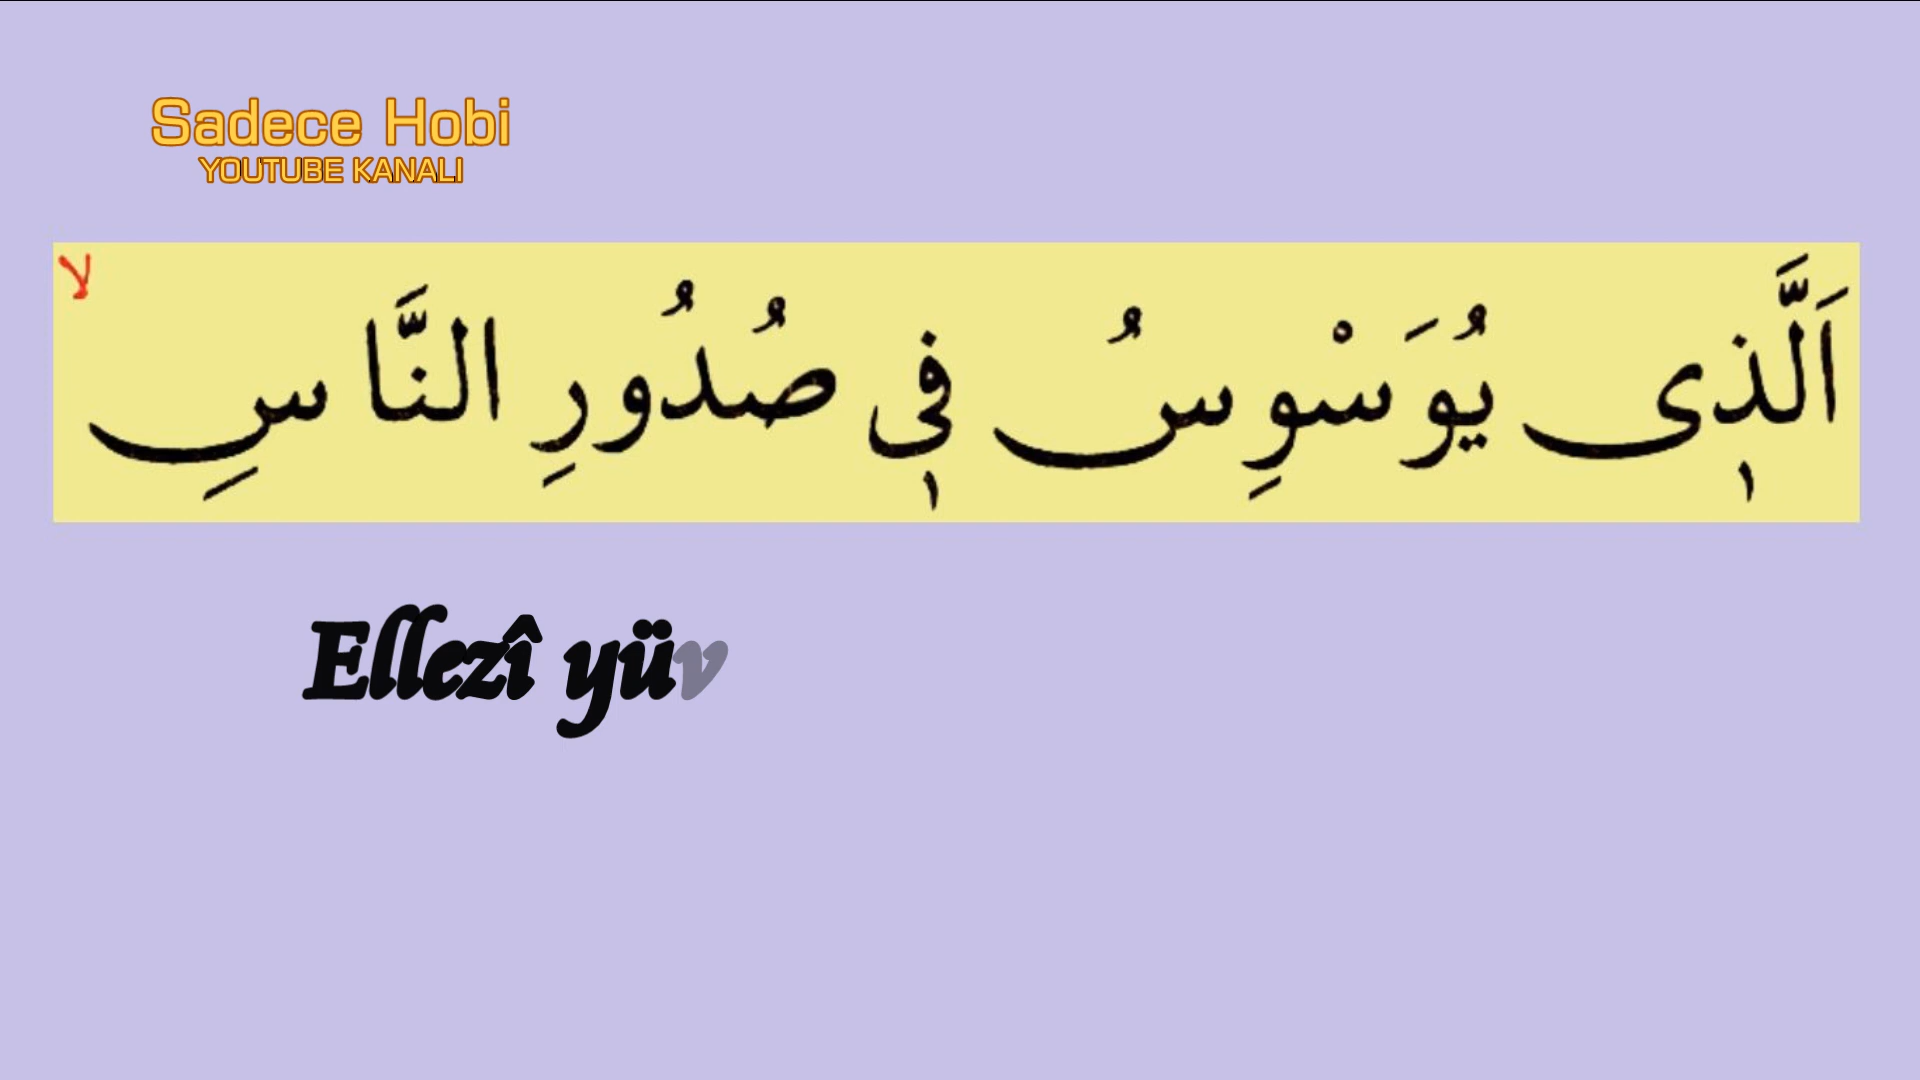 Sadece Hobi
YOUTUBE KANALI
لا
اَلَّذ۪ى يُوَسْوِسُ ف۪ى صُدُورِ النَّاسِ
Ellezî yüv